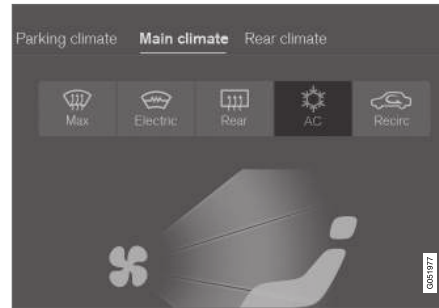 Parking climate Main climate Rear climate
Max Electric Rear AC Recirc
G051977